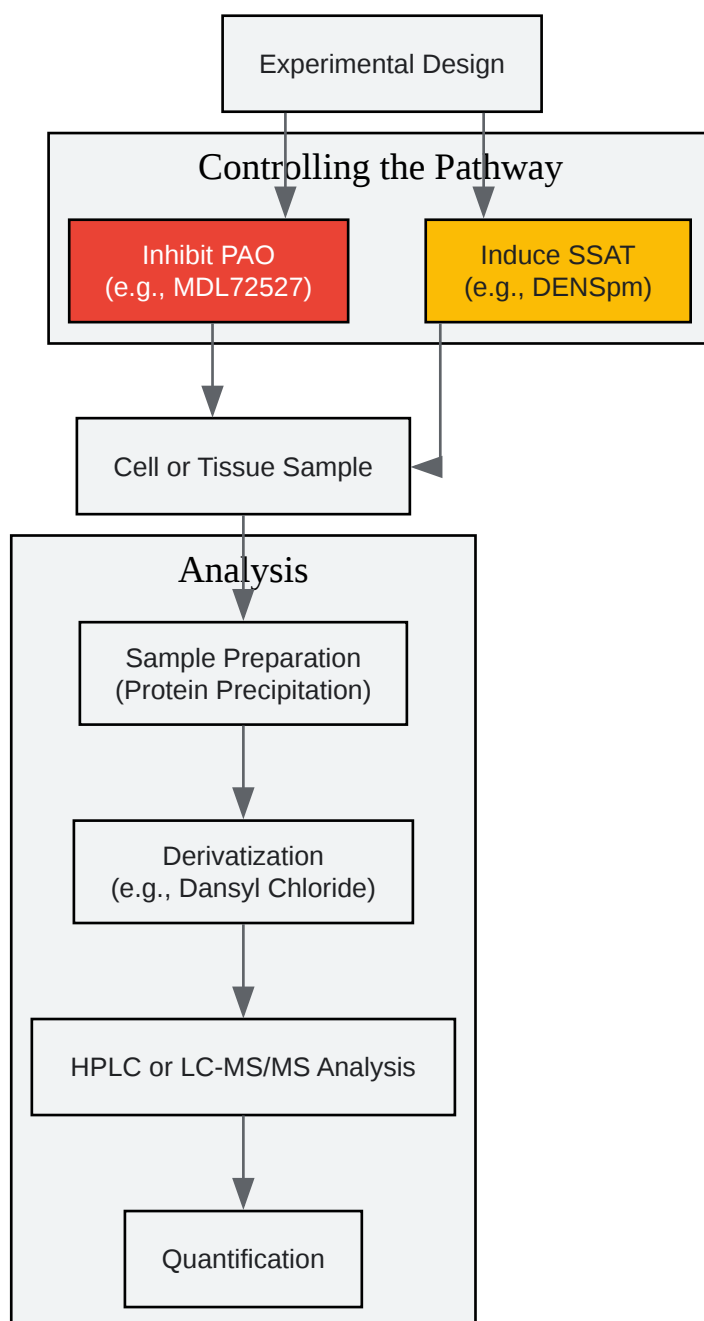 Experimental Design
Controlling the Pathway
Inhibit PAO
(e.g., MDL72527)
Induce SSAT
(e.g., DENSpm)
Cell or Tissue Sample
Analysis
Sample Preparation
(Protein Precipitation)
Derivatization
(e.g., Dansyl Chloride)
HPLC or LC-MS/MS Analysis
Quantification